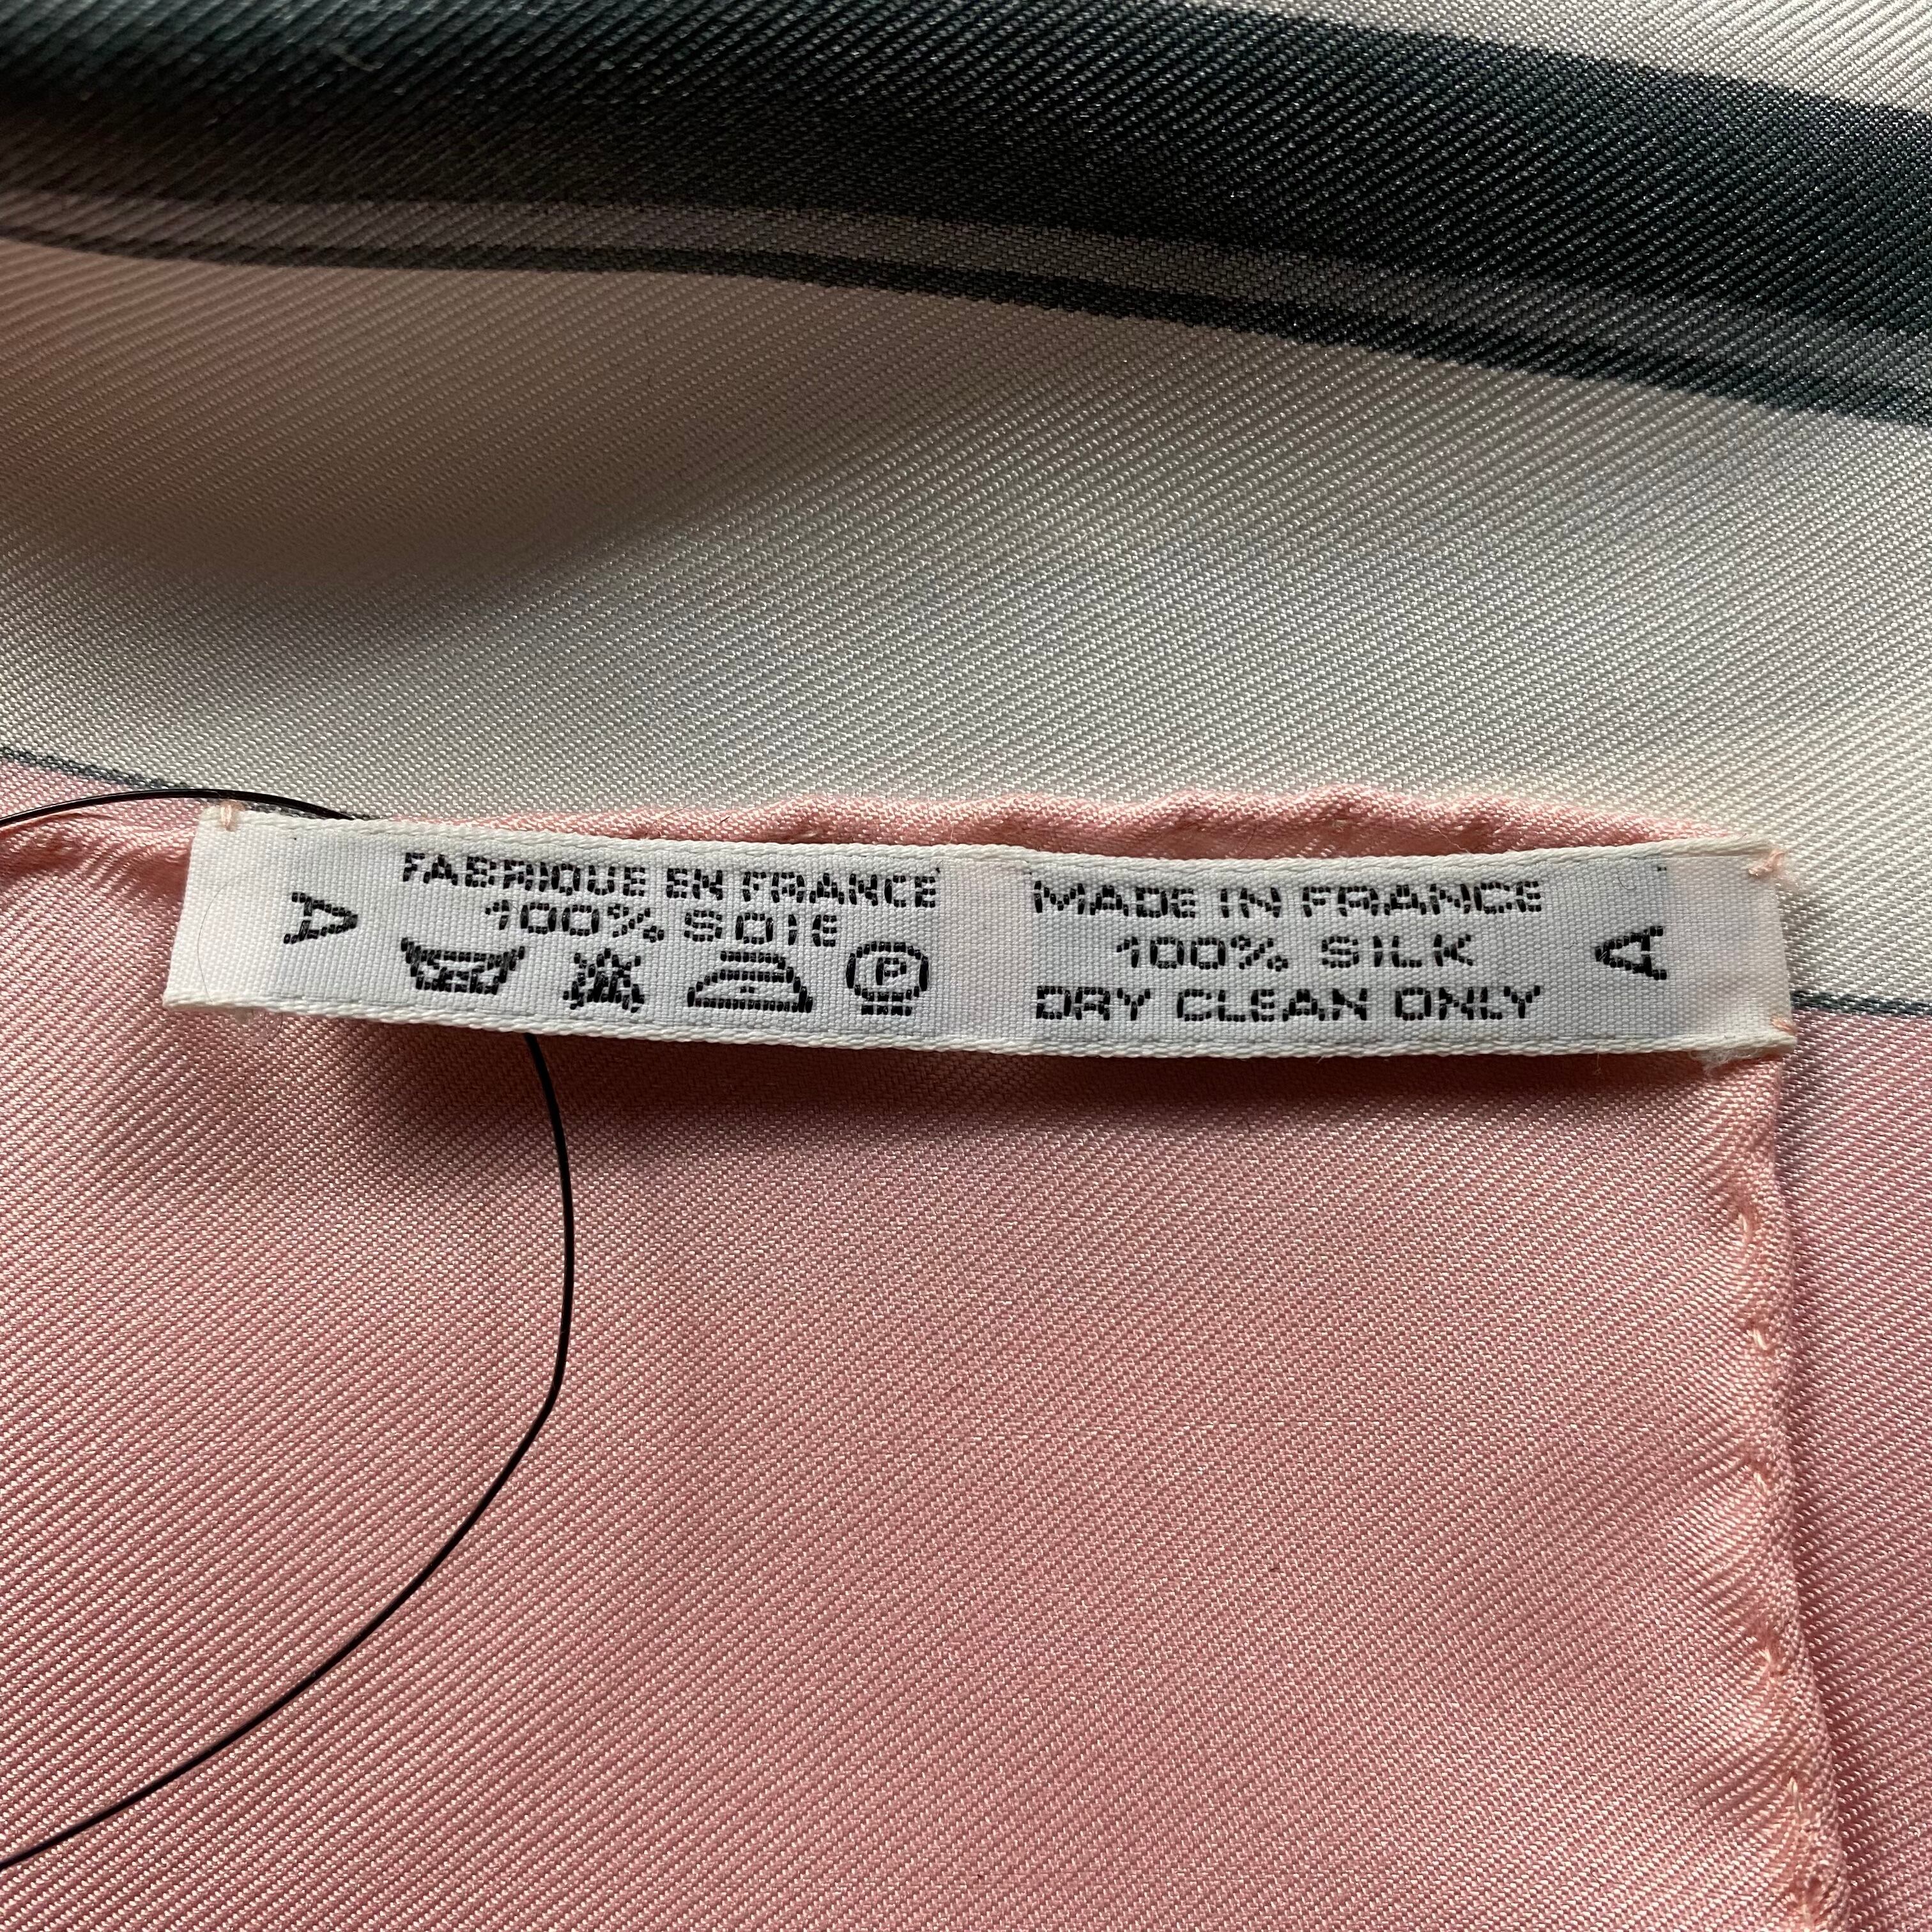 A
FABRIQUE EN FRANCE
100% SOIE
P
MADE IN FRANCE
100% SILK
DRY CLEAN ONLY
A